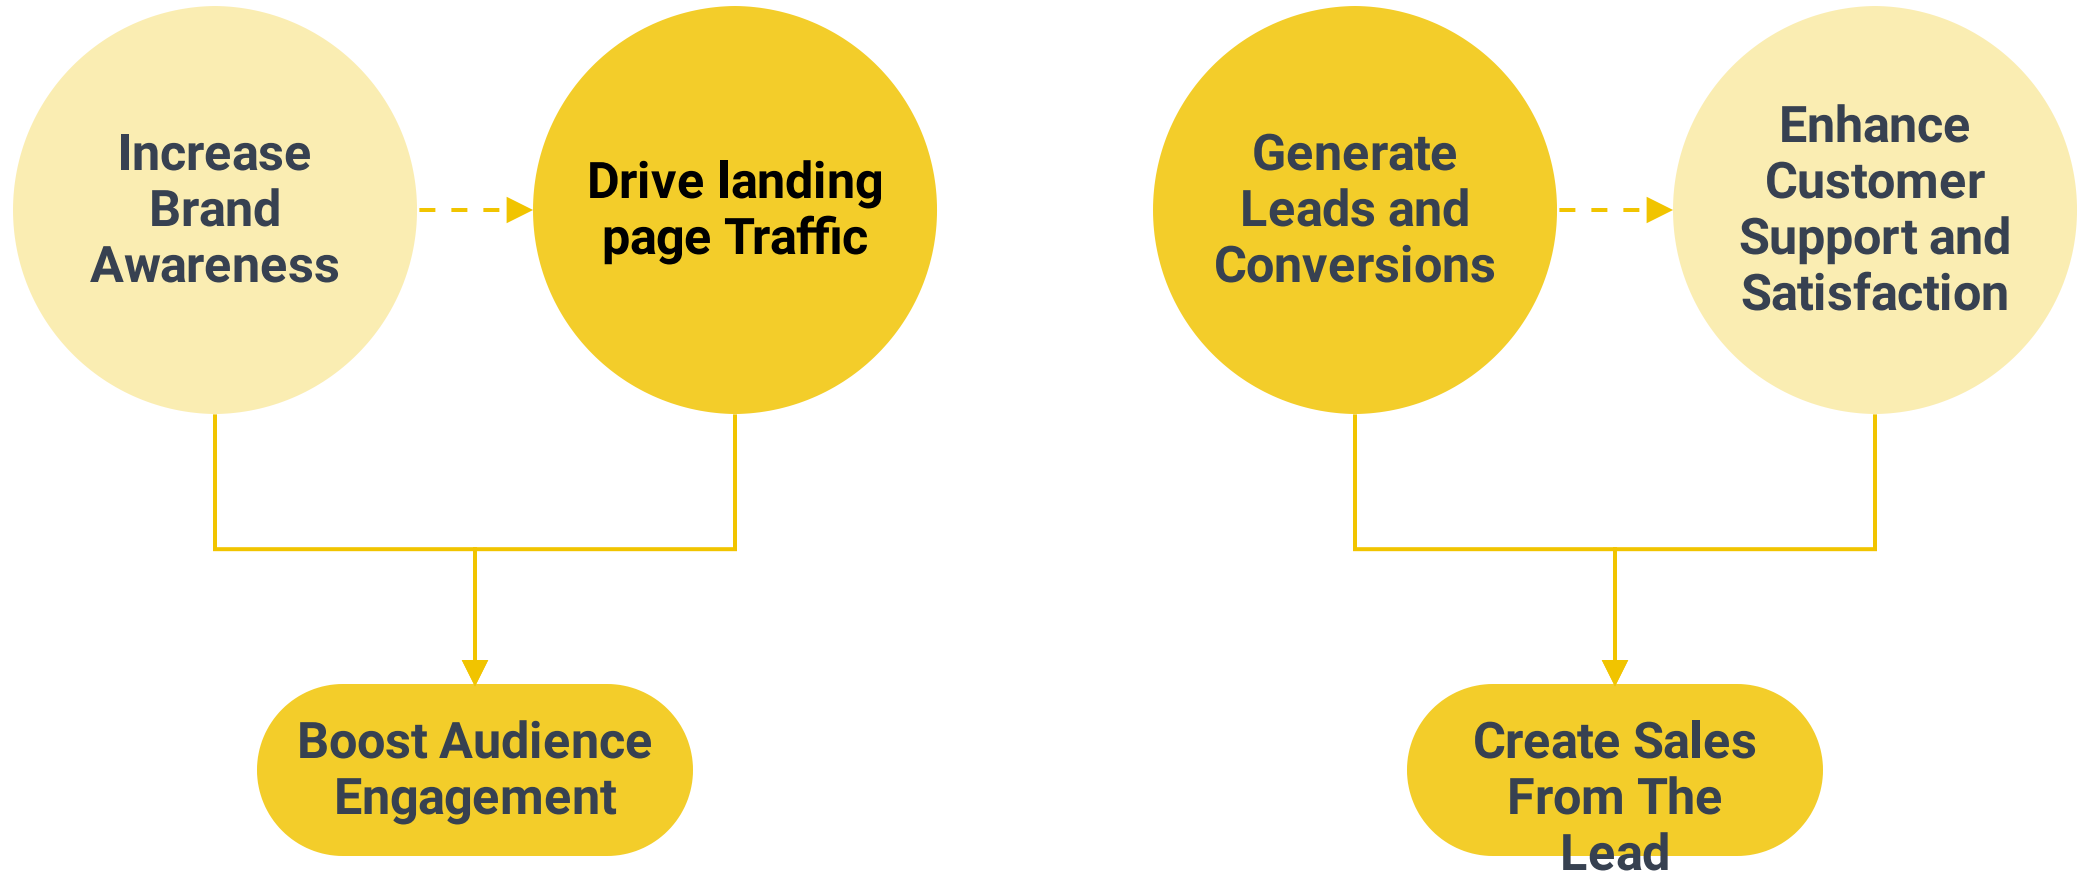 Increase
Brand
Awareness
Drive landing
page Traffic
Generate
Leads and
Conversions
Enhance
Customer
Support and
Satisfaction
Boost Audience
Engagement
Create Sales
From The
Lead